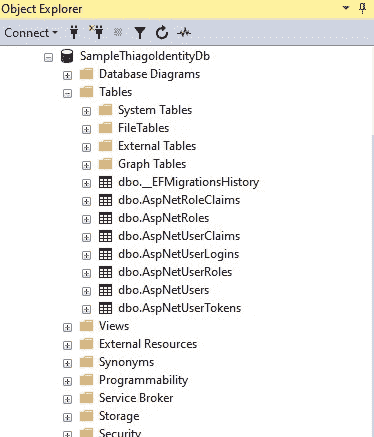 Object Explorer
Connect
SampleThiagoIdentityDb
Database Diagrams
Tables
System Tables
FileTables
External Tables
Graph Tables
dbo.__EFMigrationsHistory
dbo.AspNetRoleClaims
dbo.AspNetRoles
dbo.AspNetUserClaims
dbo.AspNetUserLogins
dbo.AspNetUserRoles
dbo.AspNetUsers
dbo.AspNetUserTokens
Views
External Resources
Synonyms
Programmability
Service Broker
Storage
Security